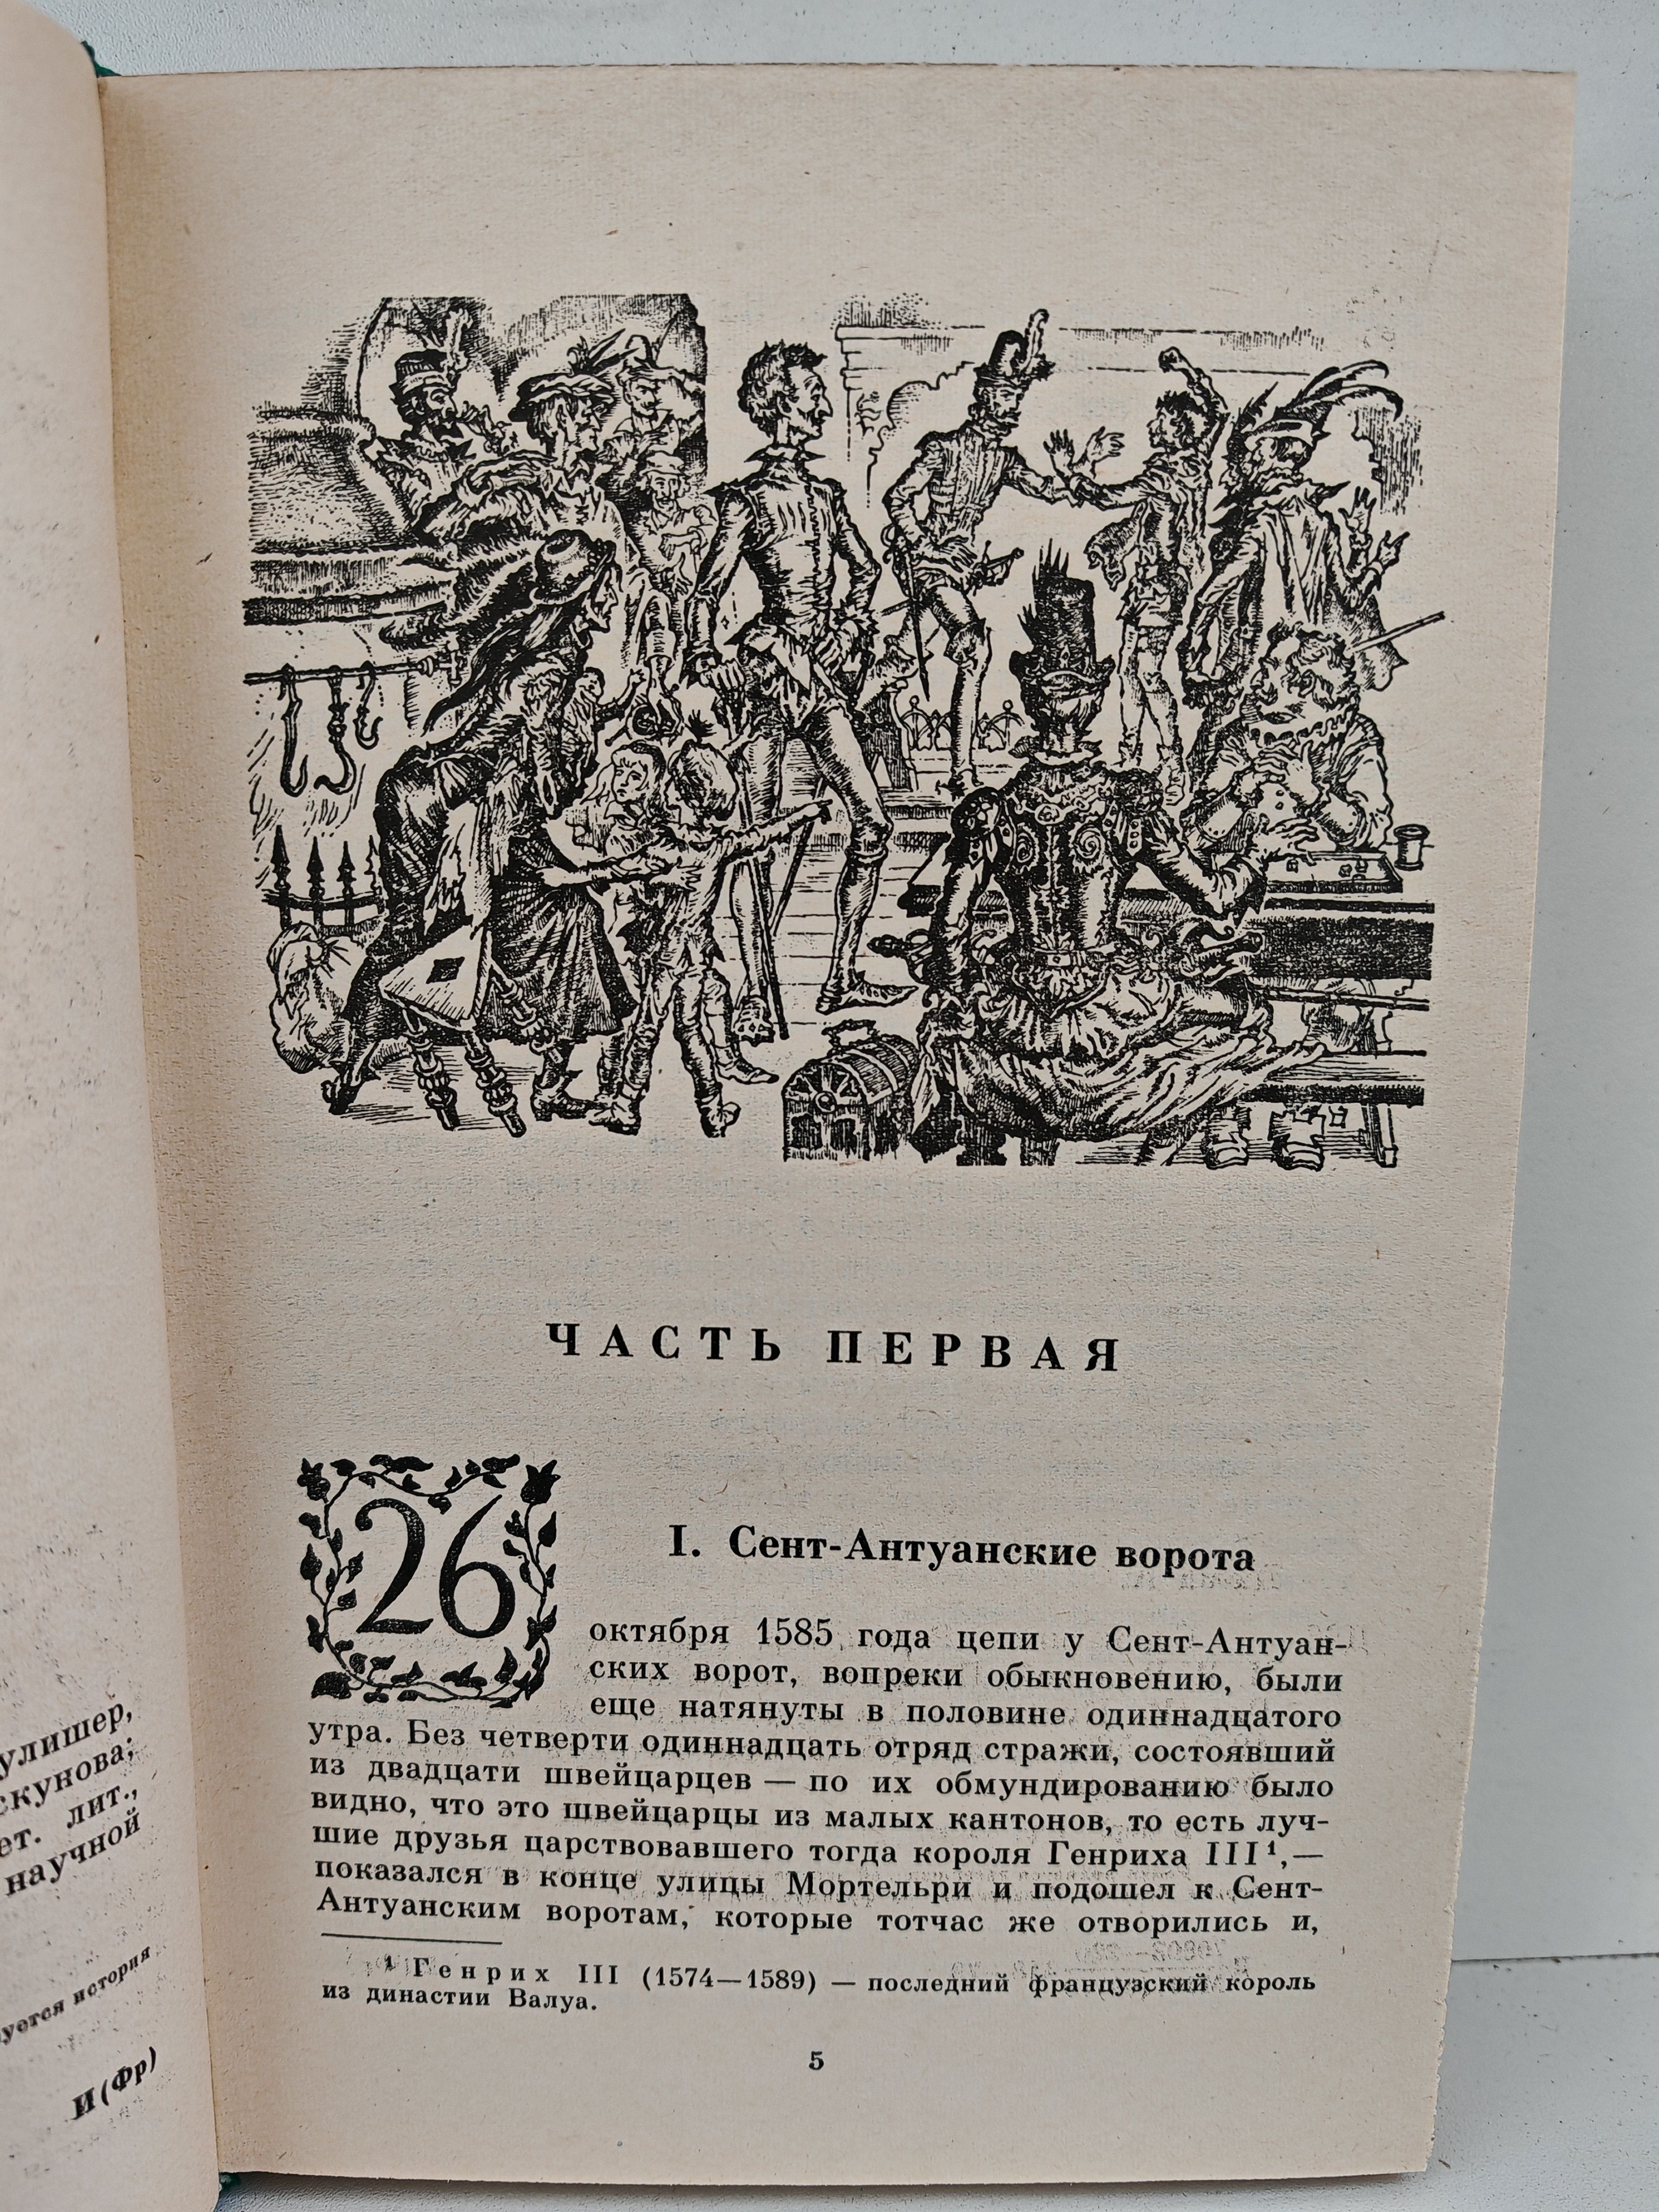 улишер,
скунова;
ет. лит.,
научной
уется история
И(Фр)
ЧАСТЬ ПЕРВАЯ
I. Сент-Антуанские ворота
26
октября 1585 года цепи у Сент-Антуан-
ских ворот, вопреки обыкновению, были
еще натянуты в половине одиннадцатого
утра. Без четверти одиннадцать отряд стражи, состоявший
из двадцати швейцарцев — по их обмундированию было
видно, что это швейцарцы из малых кантонов, то есть луч-
шие друзья царствовавшего тогда короля Генриха III¹,—
показался в конце улицы Мортельри и подошел к Сент-
Антуанским воротам, которые тотчас же отворились и,
¹ Генрих III (1574—1589) — последний французский король
из династии Валуа.
5